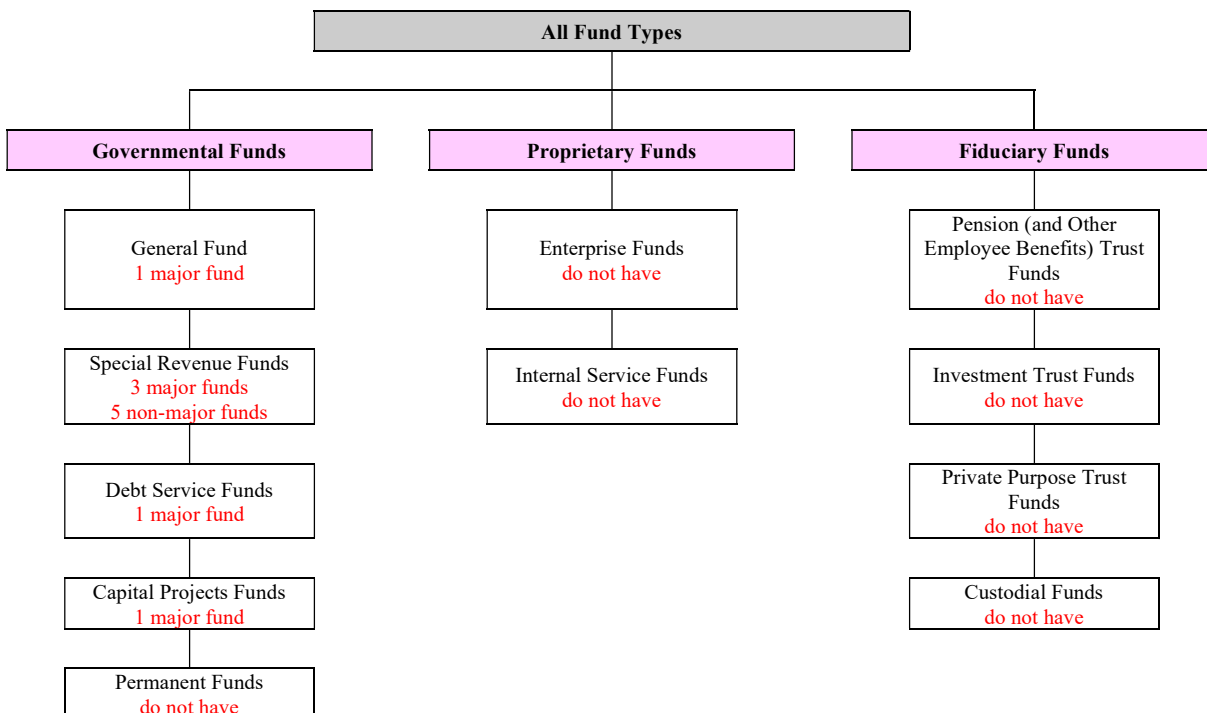 All Fund Types
Governmental Funds
Proprietary Funds
Fiduciary Funds
General Fund
1 major fund
Enterprise Funds
do not have
Pension (and Other
Employee Benefits) Trust
Funds
do not have
Special Revenue Funds
3 major funds
5 non-major funds
Internal Service Funds
do not have
Investment Trust Funds
do not have
Debt Service Funds
1 major fund
Private Purpose Trust
Funds
do not have
Capital Projects Funds
1 major fund
Custodial Funds
do not have
Permanent Funds
do not have